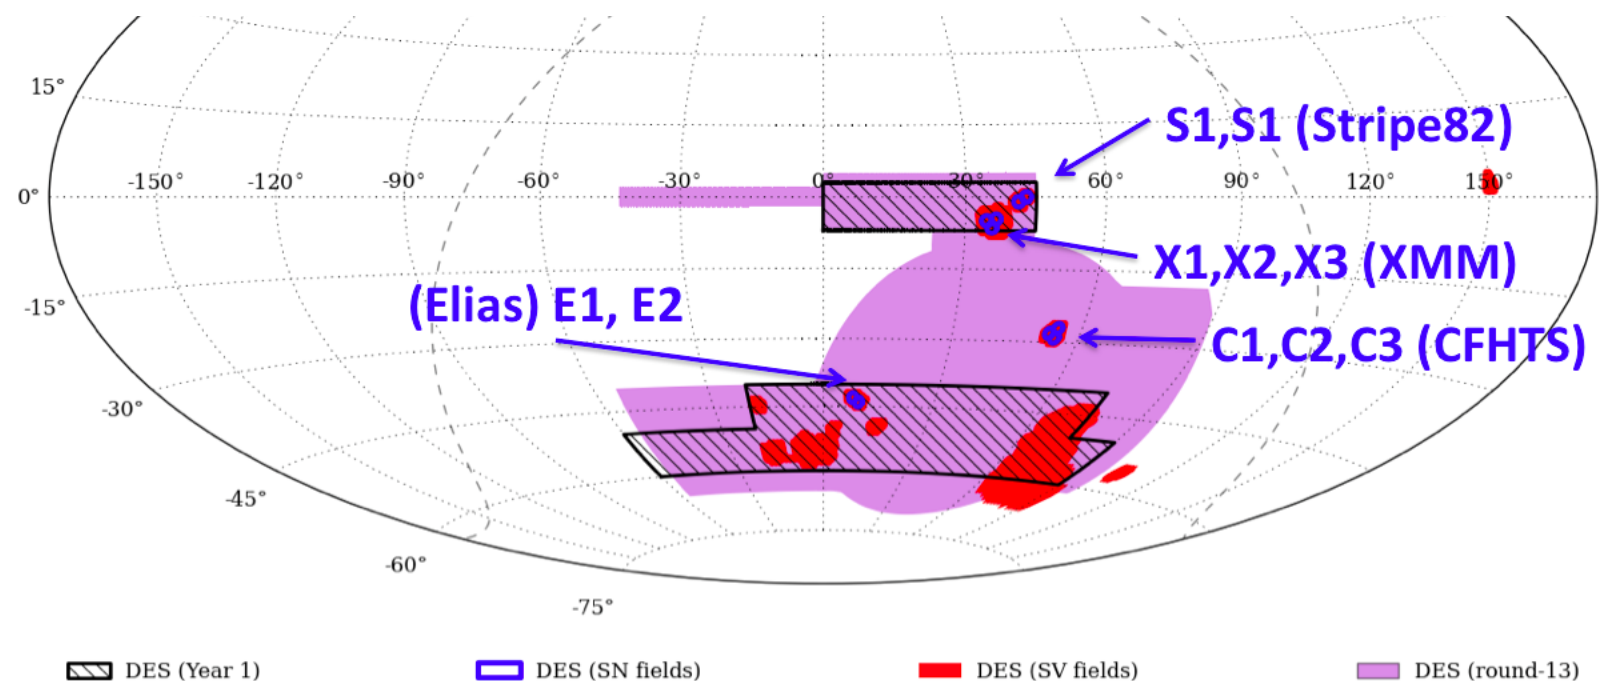 15°
S1,S1 (Stripe82)
-150° -120° -90° -60° -30° 0° 30° 60° 90° 120° 150°
0°
X1,X2,X3 (XMM)
-15°
(Elias) E1, E2
C1,C2,C3 (CFHTS)
-30°
-45°
-60°
-75°
DES (Year 1) DES (SN fields) DES (SV fields) DES (round-13)